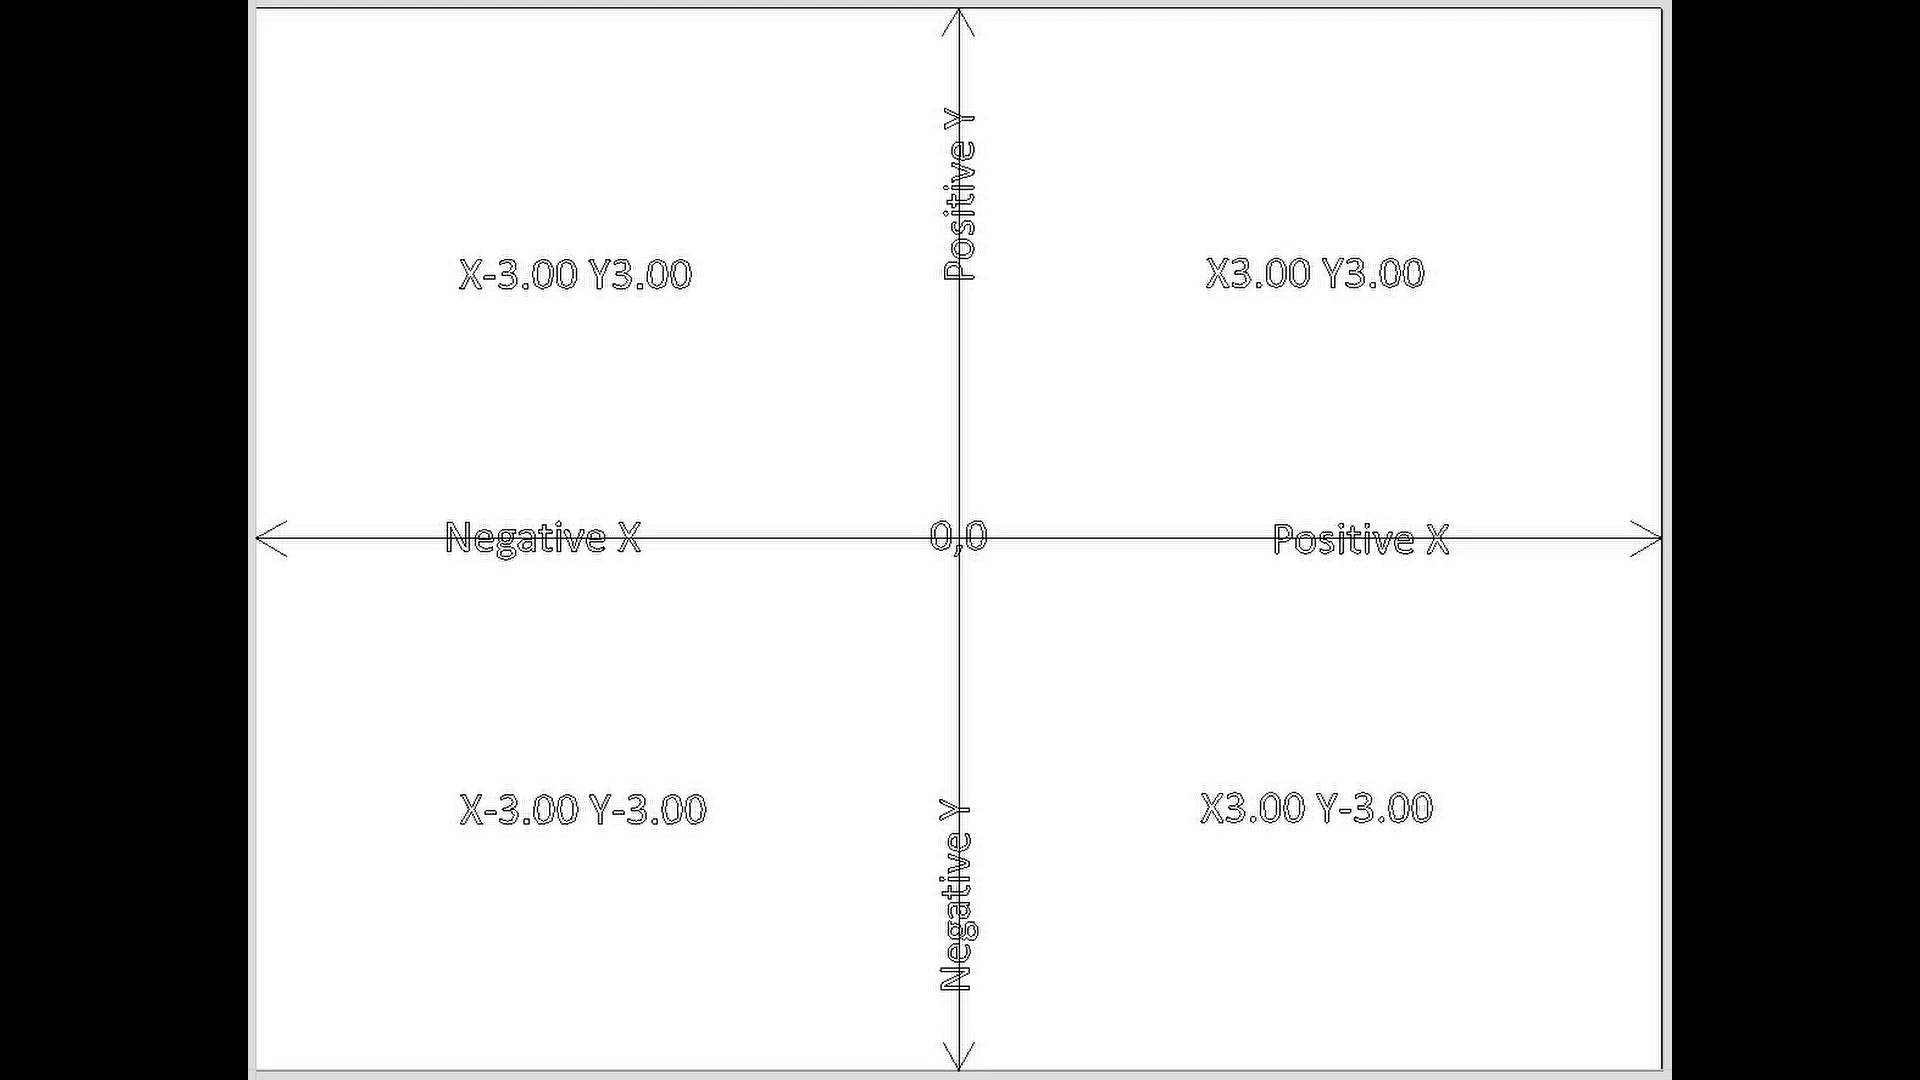 Positive Y
X-3.00 Y3.00
X3.00 Y3.00
Negative X
0,0
Positive X
X-3.00 Y-3.00
X3.00 Y-3.00
Negative Y